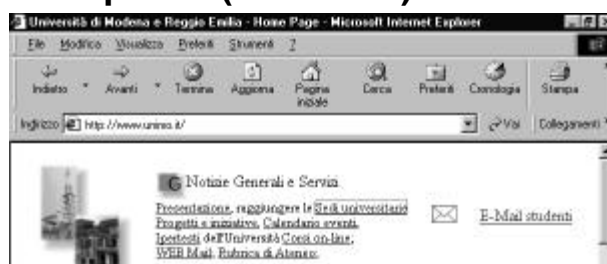 Università di Modena e Reggio Emilia - Home Page - Microsoft Internet Explorer
File Modifica Visualizza Preferiti Strumenti ?
Indietro Avanti Termina Aggiorna Pagina iniziale Cerca Preferiti Cronologia Stampa
Indirizzo http://www.unimo.it/ Vai Collegamenti
G Notizie Generali e Servizi
Presentazione, raggiungere le Sedi universitarie
Progetti e iniziative, Calendario eventi,
E-Mail studenti
Ipertesti dell'Università Corsi on-line,
WEB Mail, Rubrica di Ateneo,